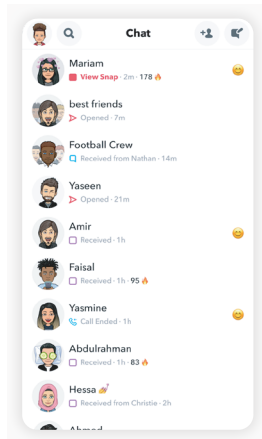 Chat
Mariam
View Snap · 2m · 178 🔥
best friends
Opened · 7m
Football Crew
Received from Nathan · 14m
Yaseen
Opened · 21m
Amir
Received · 1h
Faisal
Received · 1h · 95 🔥
Yasmine
Call Ended · 1h
Abdulrahman
Received · 1h · 83 🔥
Hessa 💅
Received from Christie · 2h
Ahmed